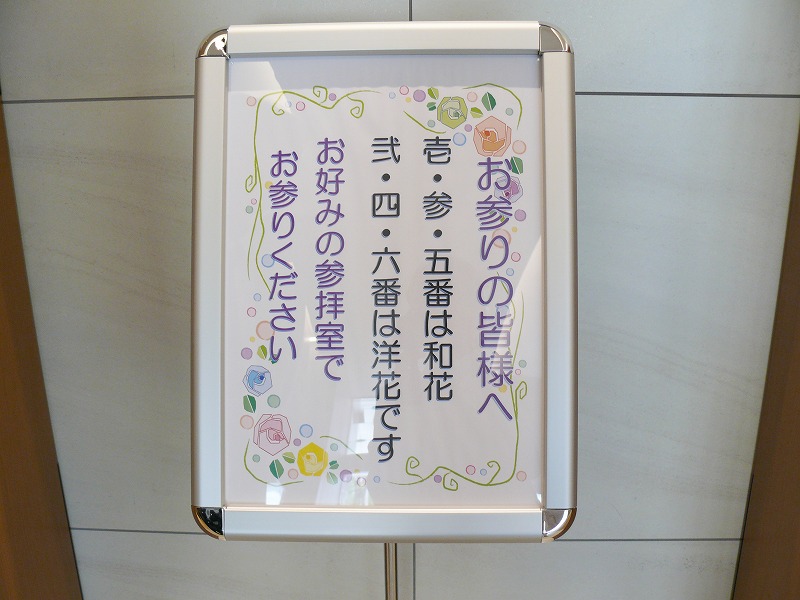 お参りの皆様へ
壱・参・五番は和花
弐・四・六番は洋花です
お好みの参拝室で
お参りください